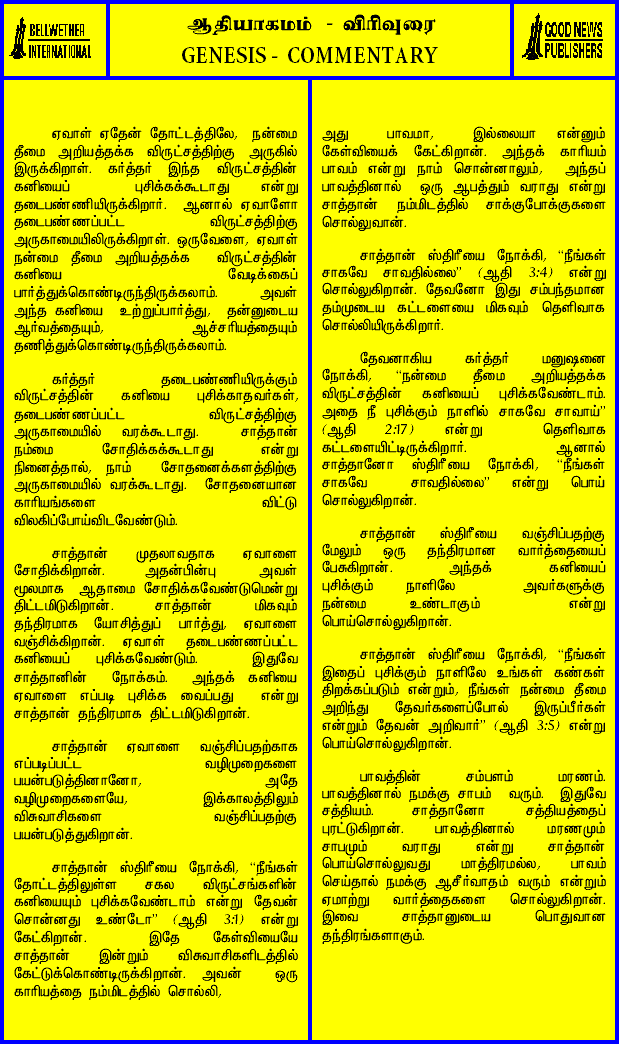 BELLWETHER
INTERNATIONAL
ஆதியாகமம் - விரிவுரை
GENESIS - COMMENTARY
GOOD NEWS
PUBLISHERS
ஏவாள் ஏதேன் தோட்டத்திலே, நன்மை
தீமை அறியத்தக்க விருட்சத்திற்கு அருகில்
இருக்கிறாள். கர்த்தர் இந்த விருட்சத்தின்
கனியைப் புசிக்கக்கூடாது என்று
தடைபண்ணியிருக்கிறார். ஆனால் ஏவாளோ
தடைபண்ணப்பட்ட விருட்சத்திற்கு
அருகாமையிலிருக்கிறாள். ஒருவேளை, ஏவாள்
நன்மை தீமை அறியத்தக்க விருட்சத்தின்
கனியை வேடிக்கைப்
பார்த்துக்கொண்டிருந்திருக்கலாம். அவள்
அந்த கனியை உற்றுப்பார்த்து, தன்னுடைய
ஆர்வத்தையும், ஆச்சரியத்தையும்
தணித்துக்கொண்டிருந்திருக்கலாம்.
கர்த்தர் தடைபண்ணியிருக்கும்
விருட்சத்தின் கனியை புசிக்காதவர்கள்,
தடைபண்ணப்பட்ட விருட்சத்திற்கு
அருகாமையில் வரக்கூடாது. சாத்தான்
நம்மை சோதிக்கக்கூடாது என்று
நினைத்தால், நாம் சோதனைக்களத்திற்கு
அருகாமையில் வரக்கூடாது. சோதனையான
காரியங்களை விட்டு
விலகிப்போய்விடவேண்டும்.
சாத்தான் முதலாவதாக ஏவாளை
சோதிக்கிறான். அதன்பின்பு அவள்
மூலமாக ஆதாமை சோதிக்கவேண்டுமென்று
திட்டமிடுகிறான். சாத்தான் மிகவும்
தந்திரமாக யோசித்துப் பார்த்து, ஏவாளை
வஞ்சிக்கிறான். ஏவாள் தடைபண்ணப்பட்ட
கனியைப் புசிக்கவேண்டும். இதுவே
சாத்தானின் நோக்கம். அந்தக் கனியை
ஏவாளை எப்படி புசிக்க வைப்பது என்று
சாத்தான் தந்திரமாக திட்டமிடுகிறான்.
சாத்தான் ஏவாளை வஞ்சிப்பதற்காக
எப்படிப்பட்ட வழிமுறைகளை
பயன்படுத்தினானோ, அதே
வழிமுறைகளையே, இக்காலத்திலும்
விசுவாசிகளை வஞ்சிப்பதற்கு
பயன்படுத்துகிறான்.
சாத்தான் ஸ்திரீயை நோக்கி, "நீங்கள்
தோட்டத்திலுள்ள சகல விருட்சங்களின்
கனியையும் புசிக்கவேண்டாம் என்று தேவன்
சொன்னது உண்டோ" (ஆதி 3:1) என்று
கேட்கிறான். இதே கேள்வியையே
சாத்தான் இன்றும் விசுவாசிகளிடத்தில்
கேட்டுக்கொண்டிருக்கிறான். அவன் ஒரு
காரியத்தை நம்மிடத்தில் சொல்லி,
அது பாவமா, இல்லையா என்னும்
கேள்வியைக் கேட்கிறான். அந்தக் காரியம்
பாவம் என்று நாம் சொன்னாலும், அந்தப்
பாவத்தினால் ஒரு ஆபத்தும் வராது என்று
சாத்தான் நம்மிடத்தில் சாக்குபோக்குகளை
சொல்லுவான்.
சாத்தான் ஸ்திரீயை நோக்கி, "நீங்கள்
சாகவே சாவதில்லை" (ஆதி 3:4) என்று
சொல்லுகிறான். தேவனோ இது சம்பந்தமான
தம்முடைய கட்டளையை மிகவும் தெளிவாக
சொல்லியிருக்கிறார்.
தேவனாகிய கர்த்தர் மனுஷனை
நோக்கி, "நன்மை தீமை அறியத்தக்க
விருட்சத்தின் கனியைப் புசிக்கவேண்டாம்.
அதை நீ புசிக்கும் நாளில் சாகவே சாவாய்"
(ஆதி 2:17) என்று தெளிவாக
கட்டளையிட்டிருக்கிறார். ஆனால்
சாத்தானோ ஸ்திரீயை நோக்கி, "நீங்கள்
சாகவே சாவதில்லை" என்று பொய்
சொல்லுகிறான்.
சாத்தான் ஸ்திரீயை வஞ்சிப்பதற்கு
மேலும் ஒரு தந்திரமான வார்த்தையைப்
பேசுகிறான். அந்தக் கனியைப்
புசிக்கும் நாளிலே அவர்களுக்கு
நன்மை உண்டாகும் என்று
பொய்சொல்லுகிறான்.
சாத்தான் ஸ்திரீயை நோக்கி, "நீங்கள்
இதைப் புசிக்கும் நாளிலே உங்கள் கண்கள்
திறக்கப்படும் என்றும், நீங்கள் நன்மை தீமை
அறிந்து தேவர்களைப்போல் இருப்பீர்கள்
என்றும் தேவன் அறிவார்" (ஆதி 3:5) என்று
பொய்சொல்லுகிறான்.
பாவத்தின் சம்பளம் மரணம்.
பாவத்தினால் நமக்கு சாபம் வரும். இதுவே
சத்தியம். சாத்தானோ சத்தியத்தைப்
புரட்டுகிறான். பாவத்தினால் மரணமும்
சாபமும் வராது என்று சாத்தான்
பொய்சொல்லுவது மாத்திரமல்ல, பாவம்
செய்தால் நமக்கு ஆசீர்வாதம் வரும் என்றும்
ஏமாற்று வார்த்தைகளை சொல்லுகிறான்.
இவை சாத்தானுடைய பொதுவான
தந்திரங்களாகும்.